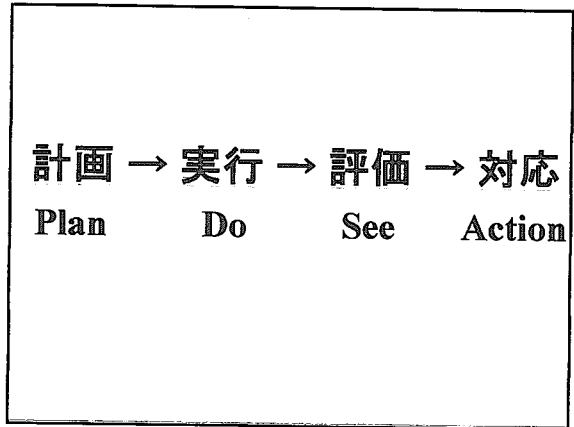 計画 → 実行 → 評価 → 対応
Plan Do See Action